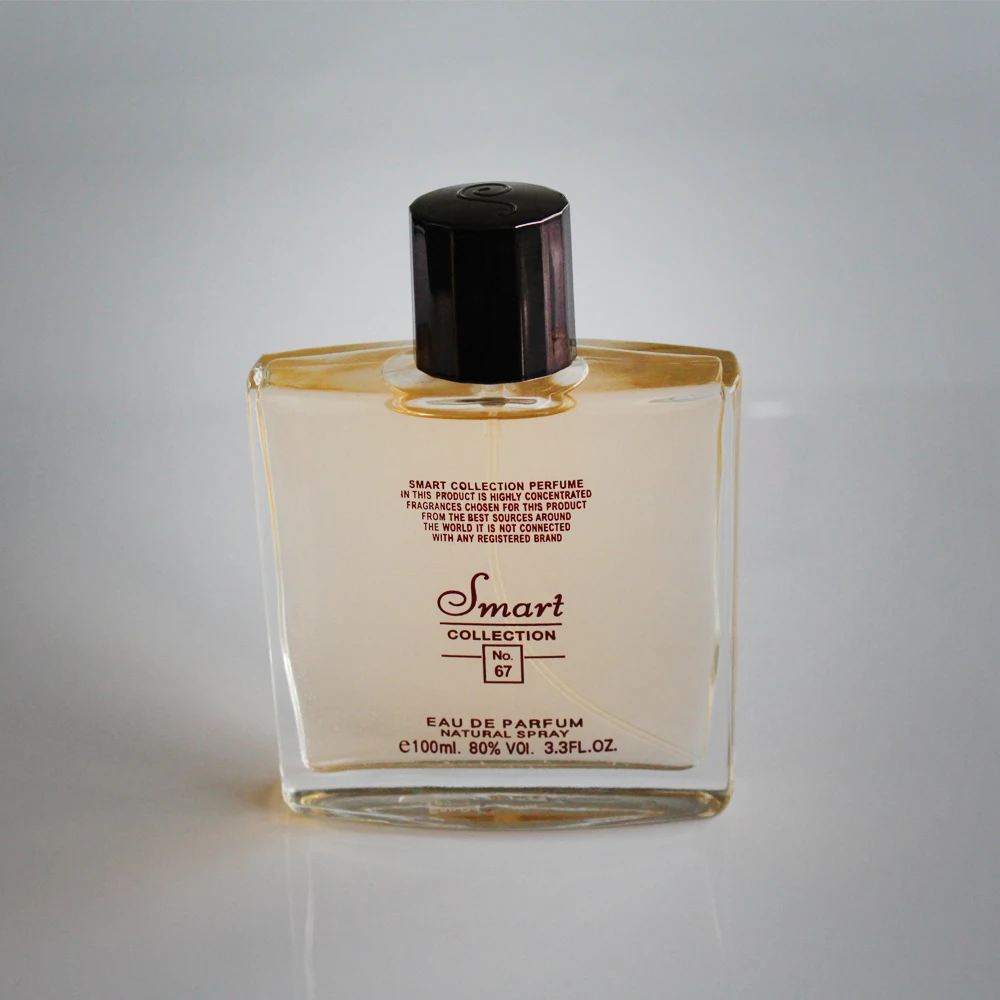 SMART COLLECTION PERFUME
IN THIS PRODUCT IS HIGHLY CONCENTRATED
FRAGRANCES CHOSEN FOR THIS PRODUCT
FROM THE BEST SOURCES AROUND
THE WORLD IT IS NOT CONNECTED
WITH ANY REGISTERED BRAND
Smart
COLLECTION
No.
67
EAU DE PARFUM
NATURAL SPRAY
e100ml. 80% VOl. 3.3FL.OZ.